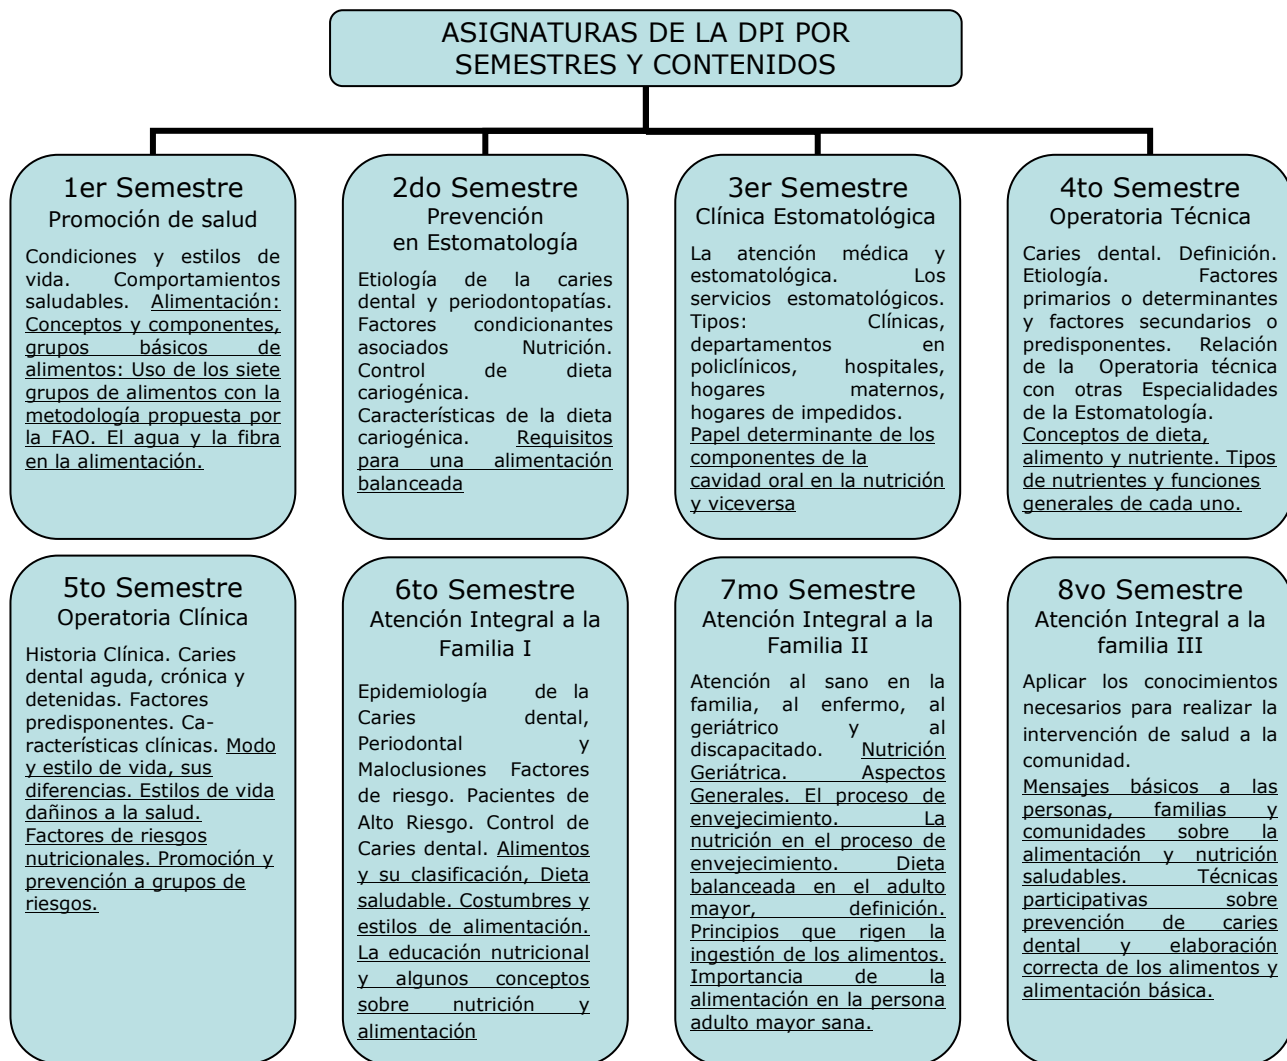 ASIGNATURAS DE LA DPI POR
SEMESTRES Y CONTENIDOS
1er Semestre
Promoción de salud
Condiciones y estilos de
vida. Comportamientos
saludables. Alimentación:
Conceptos y componentes,
grupos básicos de
alimentos: Uso de los siete
grupos de alimentos con la
metodología propuesta por
la FAO. El agua y la fibra
en la alimentación.
2do Semestre
Prevención
en Estomatología
Etiología de la caries
dental y periodontopatías.
Factores condicionantes
asociados Nutrición.
Control de dieta
cariogénica.
Características de la dieta
cariogénica. Requisitos
para una alimentación
balanceada
3er Semestre
Clínica Estomatológica
La atención médica y
estomatológica. Los
servicios estomatológicos.
Tipos: Clínicas,
departamentos en
policlínicos, hospitales,
hogares maternos,
hogares de impedidos.
Papel determinante de los
componentes de la
cavidad oral en la nutrición
y viceversa
4to Semestre
Operatoria Técnica
Caries dental. Definición.
Etiología. Factores
primarios o determinantes
y factores secundarios o
predisponentes. Relación
de la Operatoria técnica
con otras Especialidades
de la Estomatología.
Conceptos de dieta,
alimento y nutriente. Tipos
de nutrientes y funciones
generales de cada uno.
5to Semestre
Operatoria Clínica
Historia Clínica. Caries
dental aguda, crónica y
detenidas. Factores
predisponentes. Ca-
racterísticas clínicas. Modo
y estilo de vida, sus
diferencias. Estilos de vida
dañinos a la salud.
Factores de riesgos
nutricionales. Promoción y
prevención a grupos de
riesgos.
6to Semestre
Atención Integral a la
Familia I
Epidemiología de la
Caries dental,
Periodontal y
Maloclusiones Factores
de riesgo. Pacientes de
Alto Riesgo. Control de
Caries dental. Alimentos
y su clasificación, Dieta
saludable. Costumbres y
estilos de alimentación.
La educación nutricional
y algunos conceptos
sobre nutrición y
alimentación
7mo Semestre
Atención Integral a la
Familia II
Atención al sano en la
familia, al enfermo, al
geriátrico y al
discapacitado. Nutrición
Geriátrica. Aspectos
Generales. El proceso de
envejecimiento. La
nutrición en el proceso de
envejecimiento. Dieta
balanceada en el adulto
mayor, definición.
Principios que rigen la
ingestión de los alimentos.
Importancia de la
alimentación en la persona
adulto mayor sana.
8vo Semestre
Atención Integral a la
familia III
Aplicar los conocimientos
necesarios para realizar la
intervención de salud a la
comunidad.
Mensajes básicos a las
personas, familias y
comunidades sobre la
alimentación y nutrición
saludables. Técnicas
participativas sobre
prevención de caries
dental y elaboración
correcta de los alimentos y
alimentación básica.